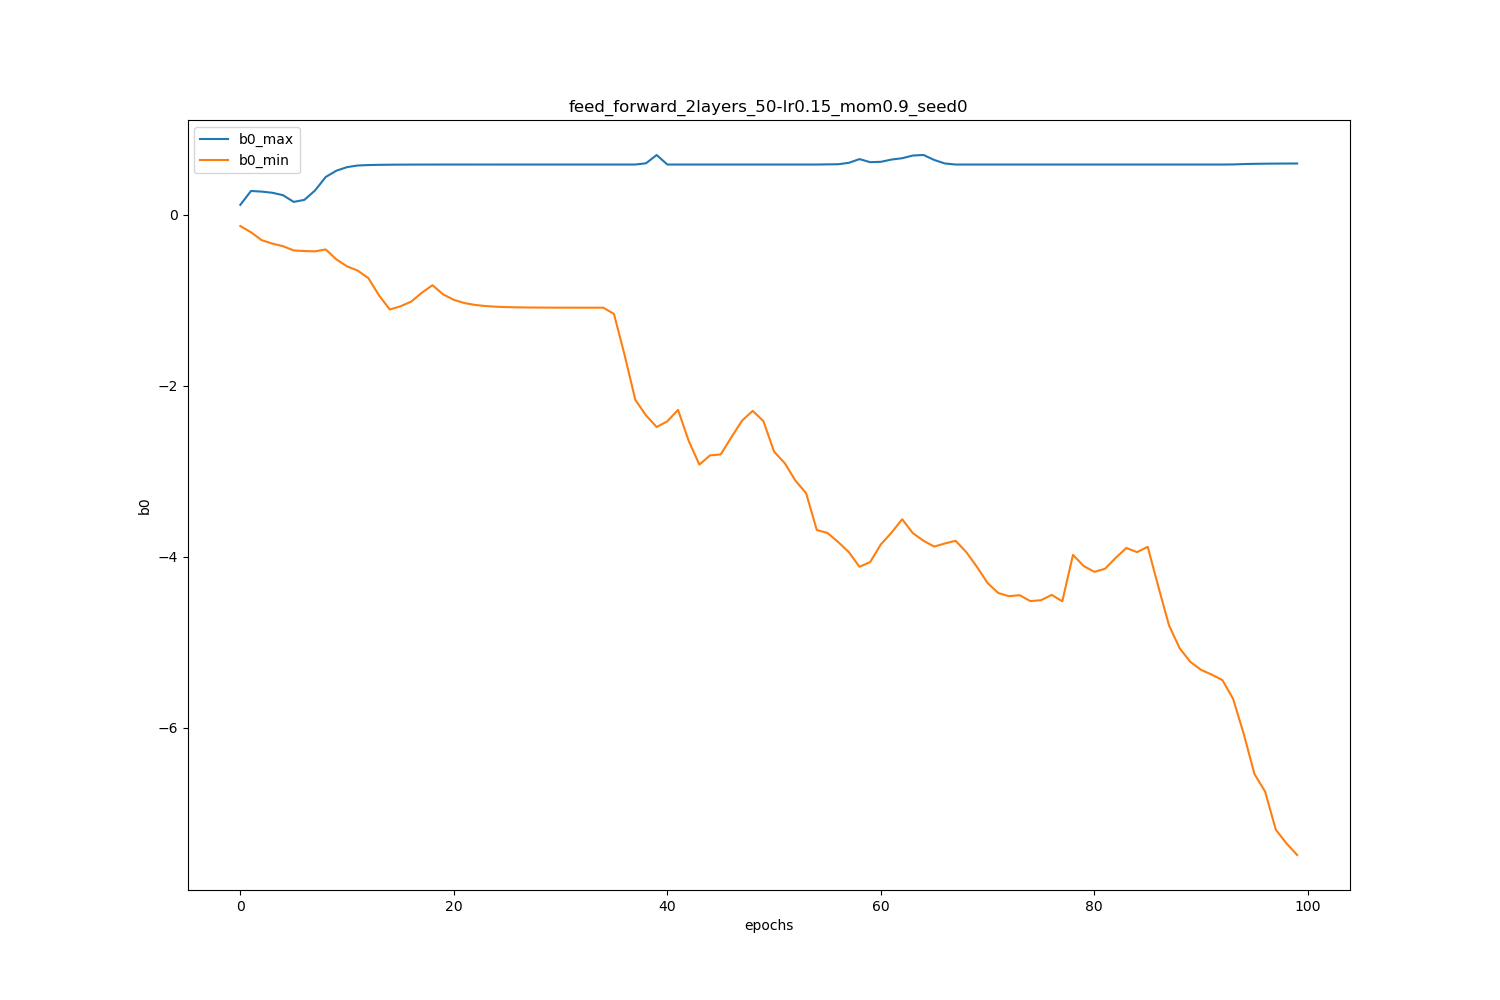 feed_forward_2layers_50-lr0.15_mom0.9_seed0
b0_max
b0_min
0
−2
−4
−6
b0
0 20 40 60 80 100
epochs